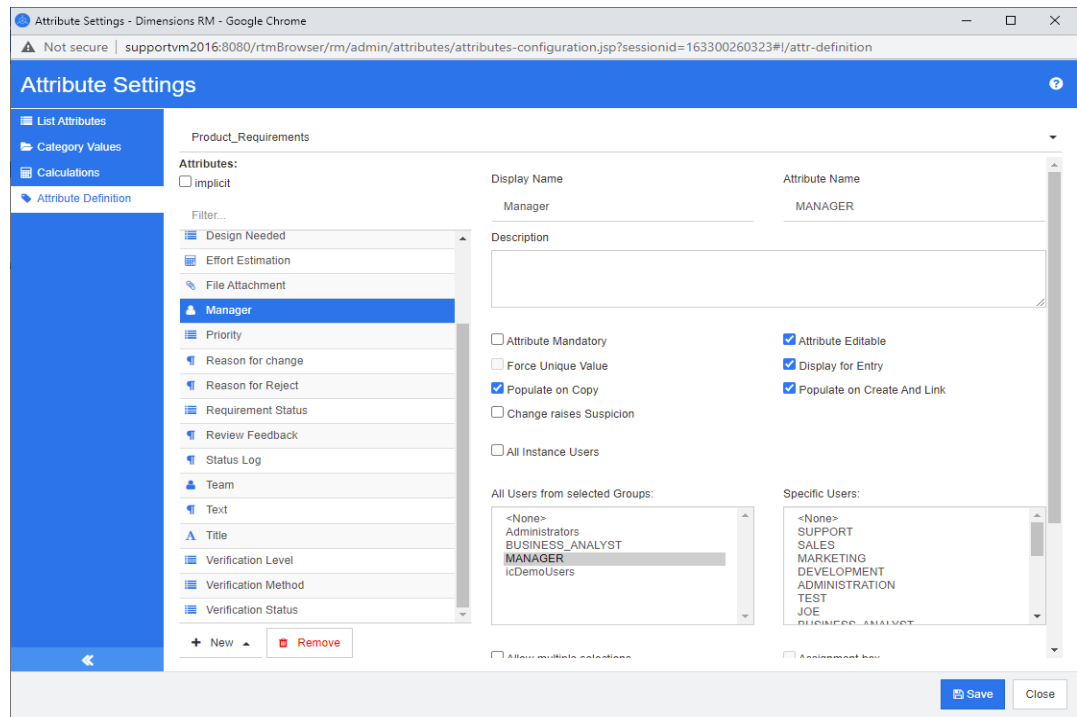 Attribute Settings - Dimensions RM - Google Chrome
Not secure | supportvm2016:8080/rtmBrowser/rm/admin/attributes/attributes-configuration.jsp?sessionid=163300260323#!/attr-definition
Attribute Settings
List Attributes
Category Values
Calculations
Attribute Definition
Product_Requirements
Attributes:
implicit
Filter...
Design Needed
Effort Estimation
File Attachment
Manager
Priority
Reason for change
Reason for Reject
Requirement Status
Review Feedback
Status Log
Team
Text
Title
Verification Level
Verification Method
Verification Status
New
Remove
Display Name
Attribute Name
Manager
MANAGER
Description
Attribute Mandatory
Attribute Editable
Force Unique Value
Display for Entry
Populate on Copy
Populate on Create And Link
Change raises Suspicion
All Instance Users
All Users from selected Groups:
<None>
Administrators
BUSINESS_ANALYST
MANAGER
icDemoUsers
Specific Users:
<None>
SUPPORT
SALES
MARKETING
DEVELOPMENT
ADMINISTRATION
TEST
JOE
BUSINESS_ANALYST
Allow multiple selections
Assignment box
Save
Close